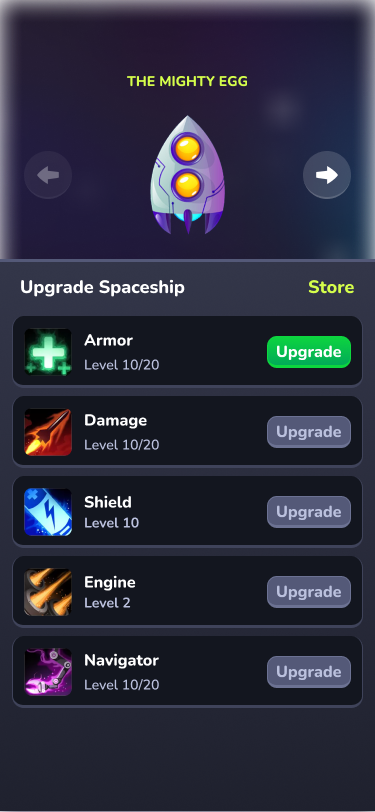 THE MIGHTY EGG
Upgrade Spaceship
Store
Armor
Level 10/20
Upgrade
Damage
Level 10/20
Upgrade
Shield
Level 10
Upgrade
Engine
Level 2
Upgrade
Navigator
Level 10/20
Upgrade